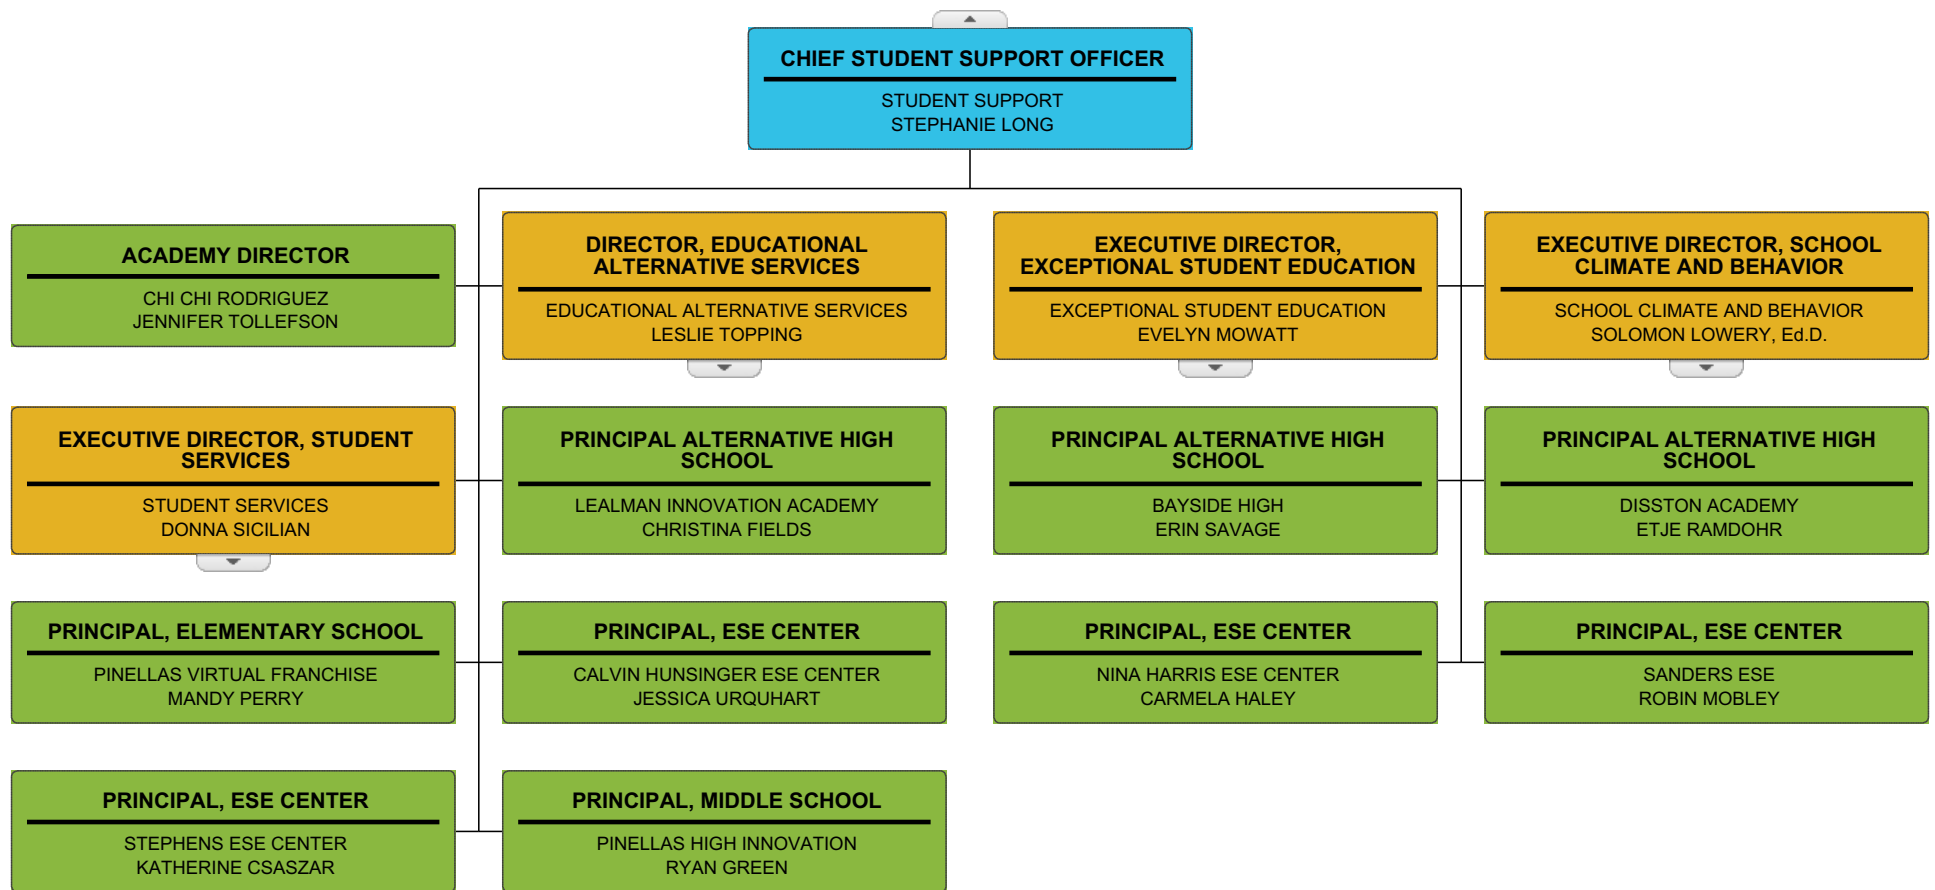 CHIEF STUDENT SUPPORT OFFICER
STUDENT SUPPORT
STEPHANIE LONG
ACADEMY DIRECTOR
CHI CHI RODRIGUEZ
JENNIFER TOLLEFSON
DIRECTOR, EDUCATIONAL
ALTERNATIVE SERVICES
EDUCATIONAL ALTERNATIVE SERVICES
LESLIE TOPPING
EXECUTIVE DIRECTOR,
EXCEPTIONAL STUDENT EDUCATION
EXCEPTIONAL STUDENT EDUCATION
EVELYN MOWATT
EXECUTIVE DIRECTOR, SCHOOL
CLIMATE AND BEHAVIOR
SCHOOL CLIMATE AND BEHAVIOR
SOLOMON LOWERY, Ed.D.
EXECUTIVE DIRECTOR, STUDENT
SERVICES
STUDENT SERVICES
DONNA SICILIAN
PRINCIPAL ALTERNATIVE HIGH
SCHOOL
LEALMAN INNOVATION ACADEMY
CHRISTINA FIELDS
PRINCIPAL ALTERNATIVE HIGH
SCHOOL
BAYSIDE HIGH
ERIN SAVAGE
PRINCIPAL ALTERNATIVE HIGH
SCHOOL
DISSTON ACADEMY
ETJE RAMDOHR
PRINCIPAL, ELEMENTARY SCHOOL
PINELLAS VIRTUAL FRANCHISE
MANDY PERRY
PRINCIPAL, ESE CENTER
CALVIN HUNSINGER ESE CENTER
JESSICA URQUHART
PRINCIPAL, ESE CENTER
NINA HARRIS ESE CENTER
CARMELA HALEY
PRINCIPAL, ESE CENTER
SANDERS ESE
ROBIN MOBLEY
PRINCIPAL, ESE CENTER
STEPHENS ESE CENTER
KATHERINE CSASZAR
PRINCIPAL, MIDDLE SCHOOL
PINELLAS HIGH INNOVATION
RYAN GREEN